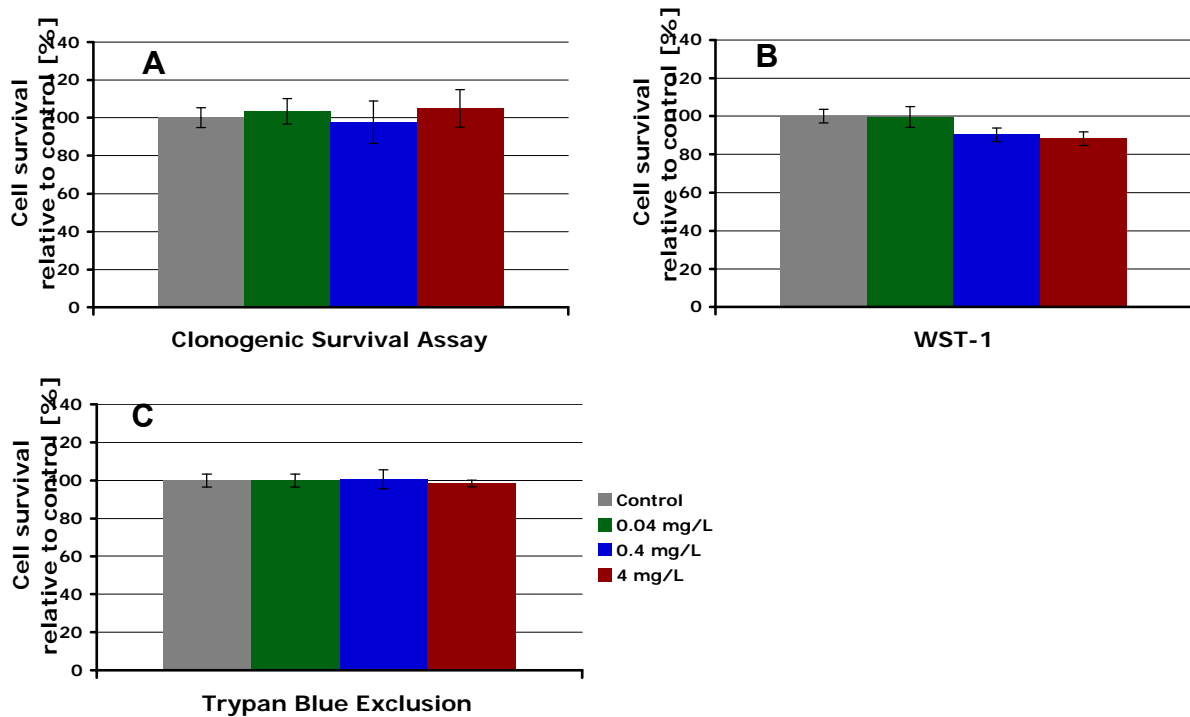 A
Cell survival
relative to control [%]
140
120
100
80
60
40
20
0
Clonogenic Survival Assay
B
Cell survival
relative to control [%]
140
120
100
80
60
40
20
0
WST-1
C
Cell survival
relative to control [%]
140
120
100
80
60
40
20
0
Trypan Blue Exclusion
Control
0.04 mg/L
0.4 mg/L
4 mg/L